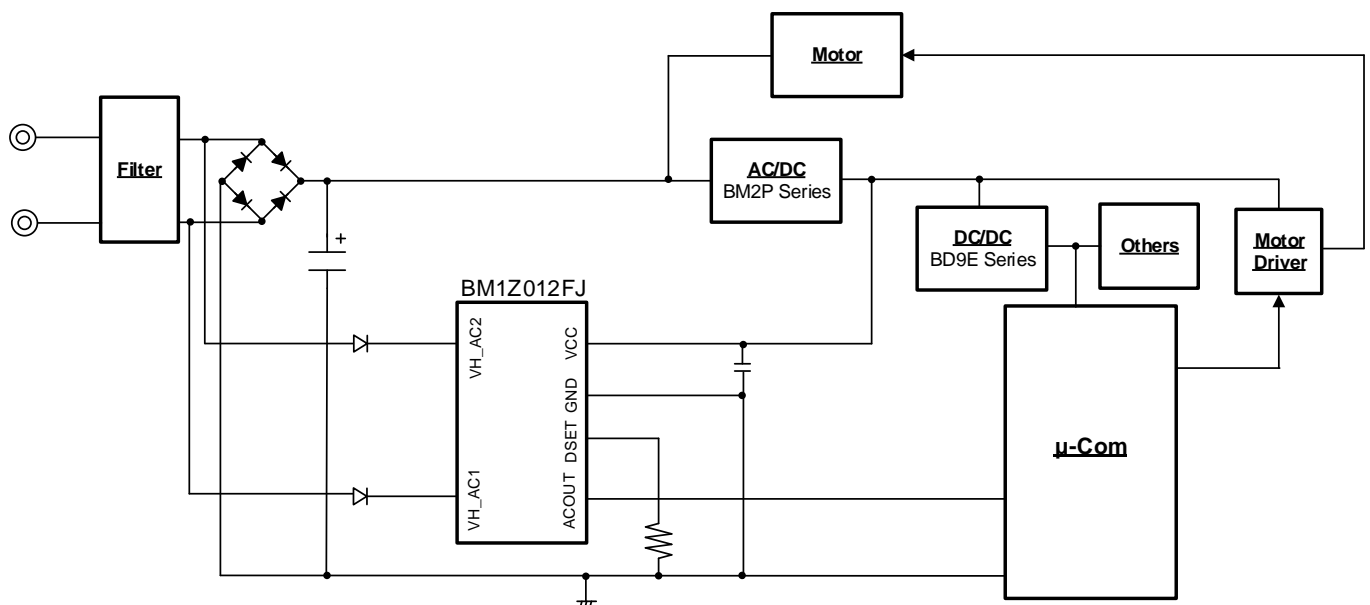 Motor
Filter
AC/DC
BM2P Series
DC/DC
BD9E Series
Others
Motor
Driver
+
BM1Z012FJ
VH_AC2
VCC
GND
DSET
VH_AC1
ACOUT
µ-Com